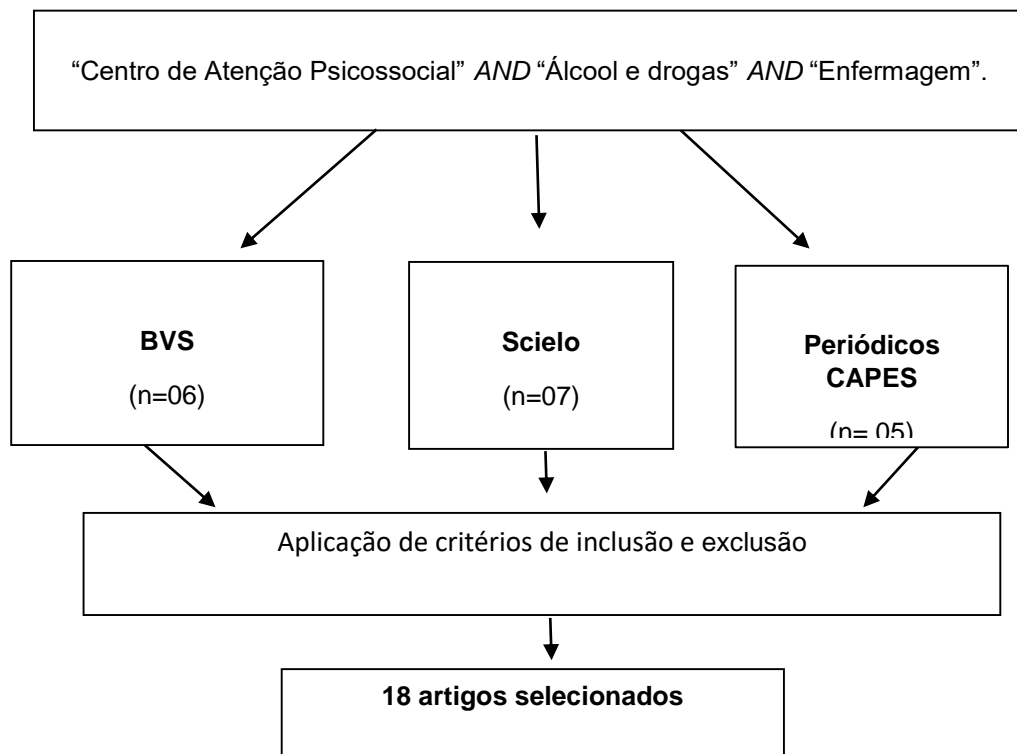 “Centro de Atenção Psicossocial” AND “Álcool e drogas” AND “Enfermagem”.
BVS
(n=06)
Scielo
(n=07)
Periódicos
CAPES
(n= 05)
Aplicação de critérios de inclusão e exclusão
18 artigos selecionados